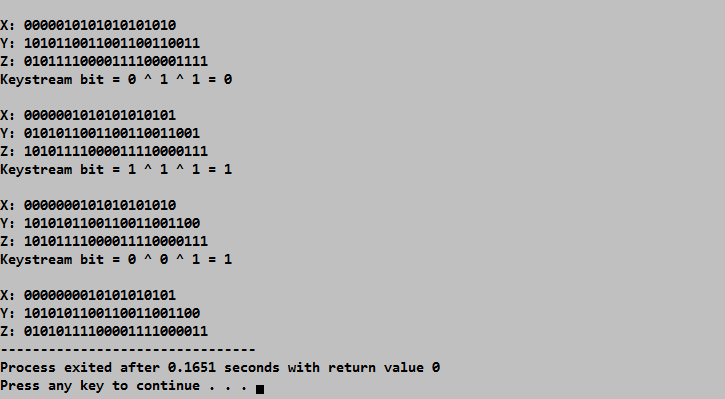 X: 0000010101010101010
Y: 1010110011001100110011
Z: 01011110000111100001111
Keystream bit = 0 ^ 1 ^ 1 = 0
X: 0000001010101010101
Y: 0101011001100110011001
Z: 10101111000011110000111
Keystream bit = 1 ^ 1 ^ 1 = 1
X: 0000000101010101010
Y: 1010101100110011001100
Z: 10101111000011110000111
Keystream bit = 0 ^ 0 ^ 1 = 1
X: 0000000010101010101
Y: 1010101100110011001100
Z: 01010111100001111000011
--------------------------------
Process exited after 0.1651 seconds with return value 0
Press any key to continue . . .